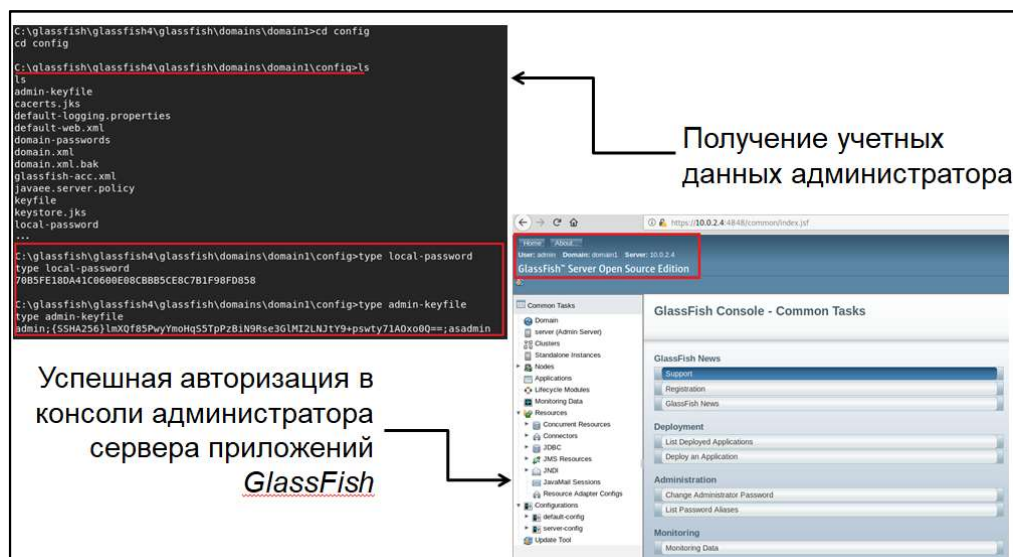 C:\glassfish\glassfish4\glassfish\domains\domain1>cd config
cd config
C:\glassfish\glassfish4\glassfish\domains\domain1\config>ls
ls
admin-keyfile
cacerts.jks
default-logging.properties
default-web.xml
domain-passwords
domain.xml
domain.xml.bak
glassfish-acc.xml
javaee.server.policy
keyfile
keystore.jks
local-password
...
C:\glassfish\glassfish4\glassfish\domains\domain1\config>type local-password
type local-password
70B5FE18DA41C0600E08CBBB5CE8C7B1F98FD858
C:\glassfish\glassfish4\glassfish\domains\domain1\config>type admin-keyfile
type admin-keyfile
admin;{SSHA256}lmXQf85PwyYmoHqS5TpPzBiN9Rse3GlMI2LNJtY9+pswty71AOxo0Q==;asadmin
Получение учетных
данных администратора
Успешная авторизация в
консоли администратора
сервера приложений
GlassFish
https://10.0.2.4:4848/common/index.jsf
Home About...
User: admin Domain: domain1 Server: 10.0.2.4
GlassFish™ Server Open Source Edition
Common Tasks
Domain
server (Admin Server)
Clusters
Standalone Instances
Nodes
Applications
Lifecycle Modules
Monitoring Data
Resources
Concurrent Resources
Connectors
JDBC
JMS Resources
JNDI
JavaMail Sessions
Resource Adapter Configs
Configurations
default-config
server-config
Update Tool
GlassFish Console - Common Tasks
GlassFish News
Support
Registration
GlassFish News
Deployment
List Deployed Applications
Deploy an Application
Administration
Change Administrator Password
List Password Aliases
Monitoring
Monitoring Data